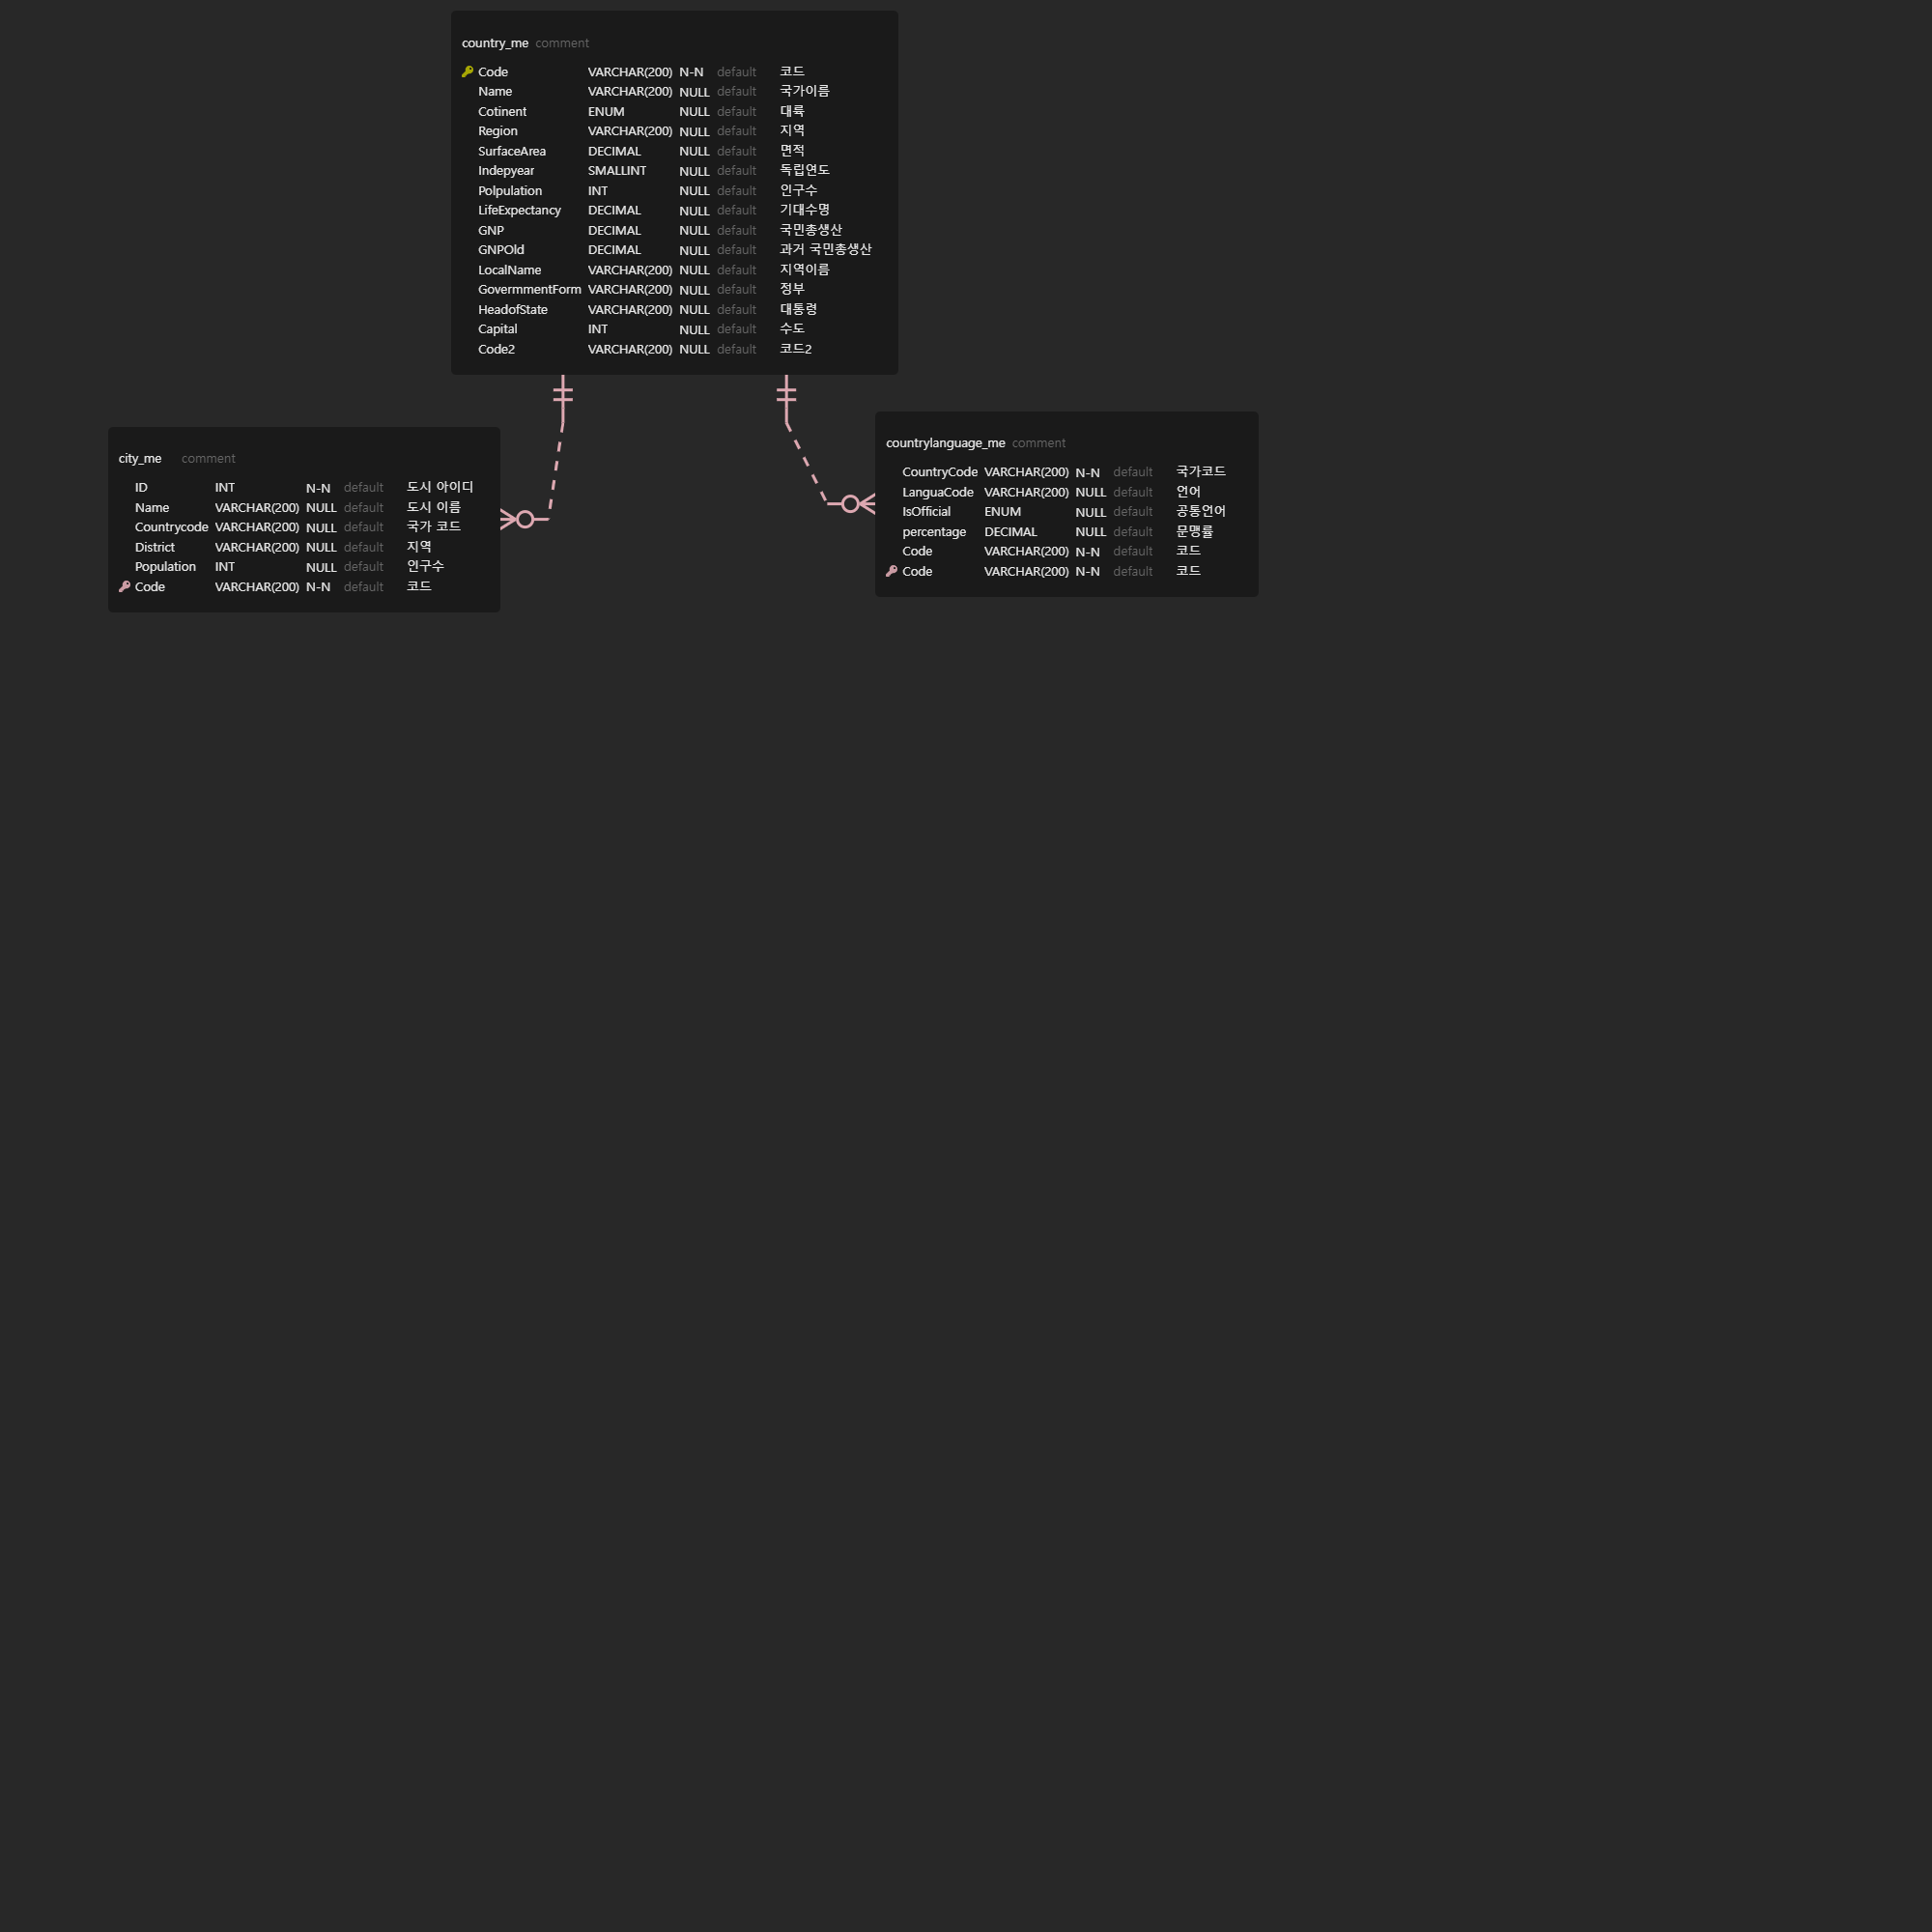 country_me comment
Code VARCHAR(200) N-N default 코드
Name VARCHAR(200) NULL default 국가이름
Cotinent ENUM NULL default 대륙
Region VARCHAR(200) NULL default 지역
SurfaceArea DECIMAL NULL default 면적
Indepyear SMALLINT NULL default 독립연도
Polpulation INT NULL default 인구수
LifeExpectancy DECIMAL NULL default 기대수명
GNP DECIMAL NULL default 국민총생산
GNPOld DECIMAL NULL default 과거 국민총생산
LocalName VARCHAR(200) NULL default 지역이름
GovermmentForm VARCHAR(200) NULL default 정부
HeadofState VARCHAR(200) NULL default 대통령
Capital INT NULL default 수도
Code2 VARCHAR(200) NULL default 코드2
city_me comment
ID INT N-N default 도시 아이디
Name VARCHAR(200) NULL default 도시 이름
Countrycode VARCHAR(200) NULL default 국가 코드
District VARCHAR(200) NULL default 지역
Population INT NULL default 인구수
Code VARCHAR(200) N-N default 코드
countrylanguage_me comment
CountryCode VARCHAR(200) N-N default 국가코드
LanguaCode VARCHAR(200) NULL default 언어
IsOfficial ENUM NULL default 공통언어
percentage DECIMAL NULL default 문맹률
Code VARCHAR(200) N-N default 코드
Code VARCHAR(200) N-N default 코드